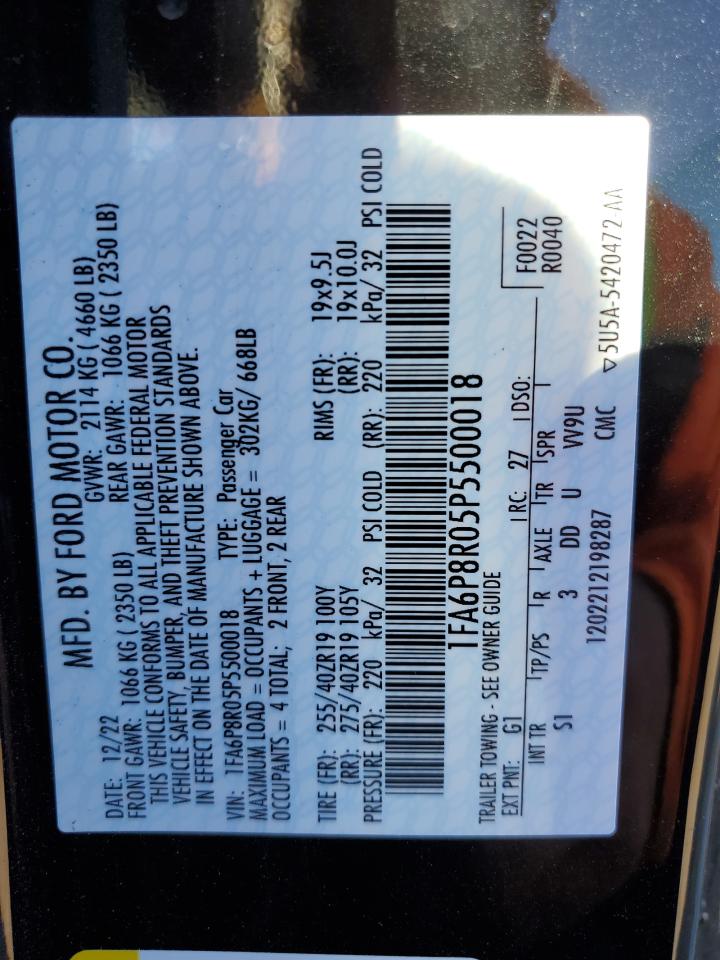 MFD. BY FORD MOTOR CO.
DATE: 12/22 GVWR: 2114 KG ( 4660 LB)
FRONT GAWR: 1066 KG ( 2350 LB) REAR GAWR: 1066 KG ( 2350 LB)
THIS VEHICLE CONFORMS TO ALL APPLICABLE FEDERAL MOTOR
VEHICLE SAFETY, BUMPER, AND THEFT PREVENTION STANDARDS
IN EFFECT ON THE DATE OF MANUFACTURE SHOWN ABOVE.
VIN: 1FA6P8R05P5500018 TYPE: Passenger Car
MAXIMUM LOAD = OCCUPANTS + LUGGAGE = 302KG/ 668LB
OCCUPANTS = 4 TOTAL; 2 FRONT, 2 REAR
TIRE (FR): 255/40ZR19 100Y RIMS (FR): 19x9.5J
(RR): 275/40ZR19 105Y (RR): 19x10.0J
PRESSURE (FR): 220 kPa/ 32 PSI COLD (RR): 220 kPa/ 32 PSI COLD
1FA6P8R05P5500018
TRAILER TOWING - SEE OWNER GUIDE
EXT PNT: G1 RC: 27 DSO: F0022
R0040
INT TR TP/PS R AXLE TR SPR
S1 3 DD U VV9U
1202212198287 CMC ▽5U5A-5420472-AA